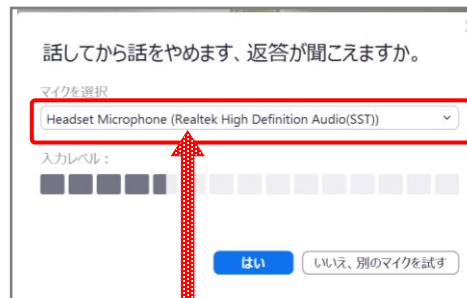 話してから話をやめます、返答が聞こえますか。
マイクを選択
Headset Microphone (Realtek High Definition Audio(SST))
入力レベル：
はい
いいえ、別のマイクを試す